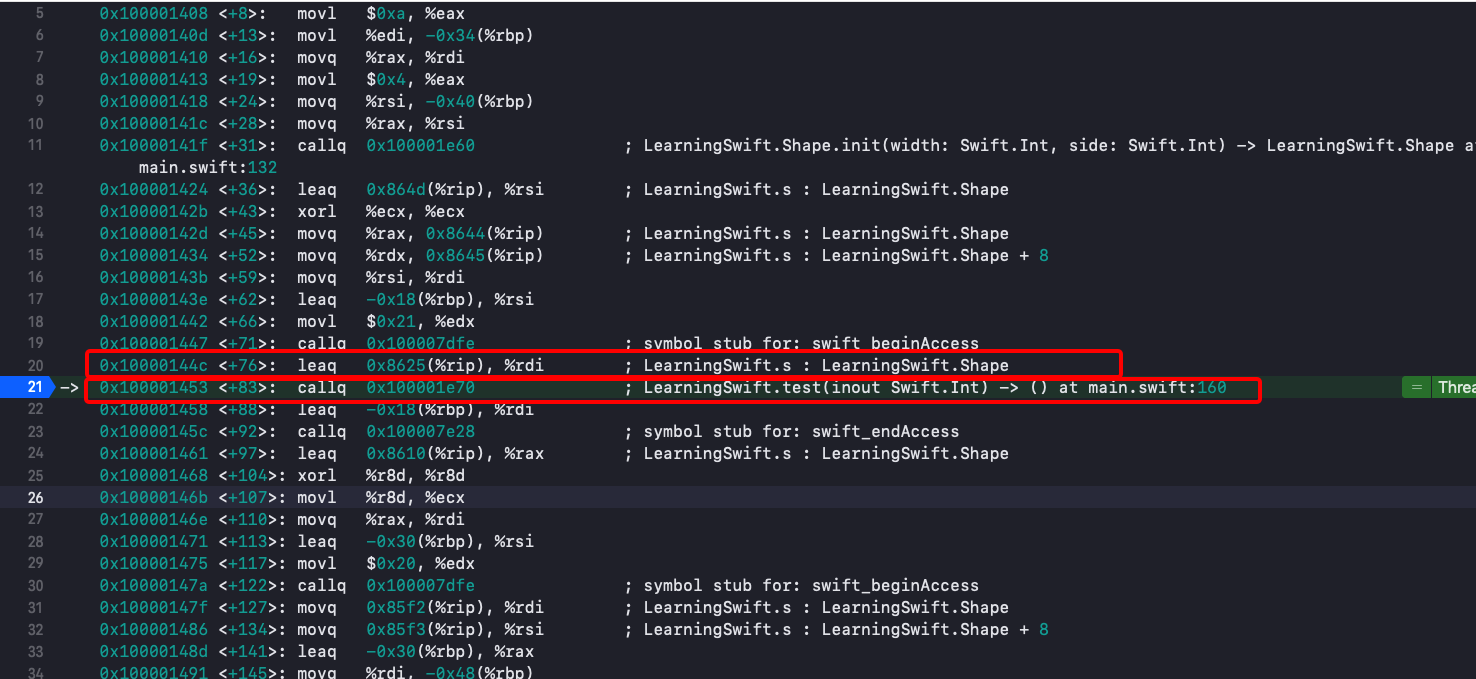 5 0x100001408 <+8>: movl $0xa, %eax
6 0x10000140d <+13>: movl %edi, -0x34(%rbp)
7 0x100001410 <+16>: movq %rax, %rdi
8 0x100001413 <+19>: movl $0x4, %eax
9 0x100001418 <+24>: movq %rsi, -0x40(%rbp)
10 0x10000141c <+28>: movq %rax, %rsi
11 0x10000141f <+31>: callq 0x100001e60 ; LearningSwift.Shape.init(width: Swift.Int, side: Swift.Int) -> LearningSwift.Shape a
main.swift:132
12 0x100001424 <+36>: leaq 0x864d(%rip), %rsi ; LearningSwift.s : LearningSwift.Shape
13 0x10000142b <+43>: xorl %ecx, %ecx
14 0x10000142d <+45>: movq %rax, 0x8644(%rip) ; LearningSwift.s : LearningSwift.Shape
15 0x100001434 <+52>: movq %rdx, 0x8645(%rip) ; LearningSwift.s : LearningSwift.Shape + 8
16 0x10000143b <+59>: movq %rsi, %rdi
17 0x10000143e <+62>: leaq -0x18(%rbp), %rsi
18 0x100001442 <+66>: movl $0x21, %edx
19 0x100001447 <+71>: callq 0x100007dfe ; symbol stub for: swift_beginAccess
20 0x10000144c <+76>: leaq 0x8625(%rip), %rdi ; LearningSwift.s : LearningSwift.Shape
21 -> 0x100001453 <+83>: callq 0x100001e70 ; LearningSwift.test(inout Swift.Int) -> () at main.swift:160 = Threa
22 0x100001458 <+88>: leaq -0x18(%rbp), %rdi
23 0x10000145c <+92>: callq 0x100007e28 ; symbol stub for: swift_endAccess
24 0x100001461 <+97>: leaq 0x8610(%rip), %rax ; LearningSwift.s : LearningSwift.Shape
25 0x100001468 <+104>: xorl %r8d, %r8d
26 0x10000146b <+107>: movl %r8d, %ecx
27 0x10000146e <+110>: movq %rax, %rdi
28 0x100001471 <+113>: leaq -0x30(%rbp), %rsi
29 0x100001475 <+117>: movl $0x20, %edx
30 0x10000147a <+122>: callq 0x100007dfe ; symbol stub for: swift_beginAccess
31 0x10000147f <+127>: movq 0x85f2(%rip), %rdi ; LearningSwift.s : LearningSwift.Shape
32 0x100001486 <+134>: movq 0x85f3(%rip), %rsi ; LearningSwift.s : LearningSwift.Shape + 8
33 0x10000148d <+141>: leaq -0x30(%rbp), %rax
34 0x100001491 <+145>: movq %rdi, -0x48(%rbp)